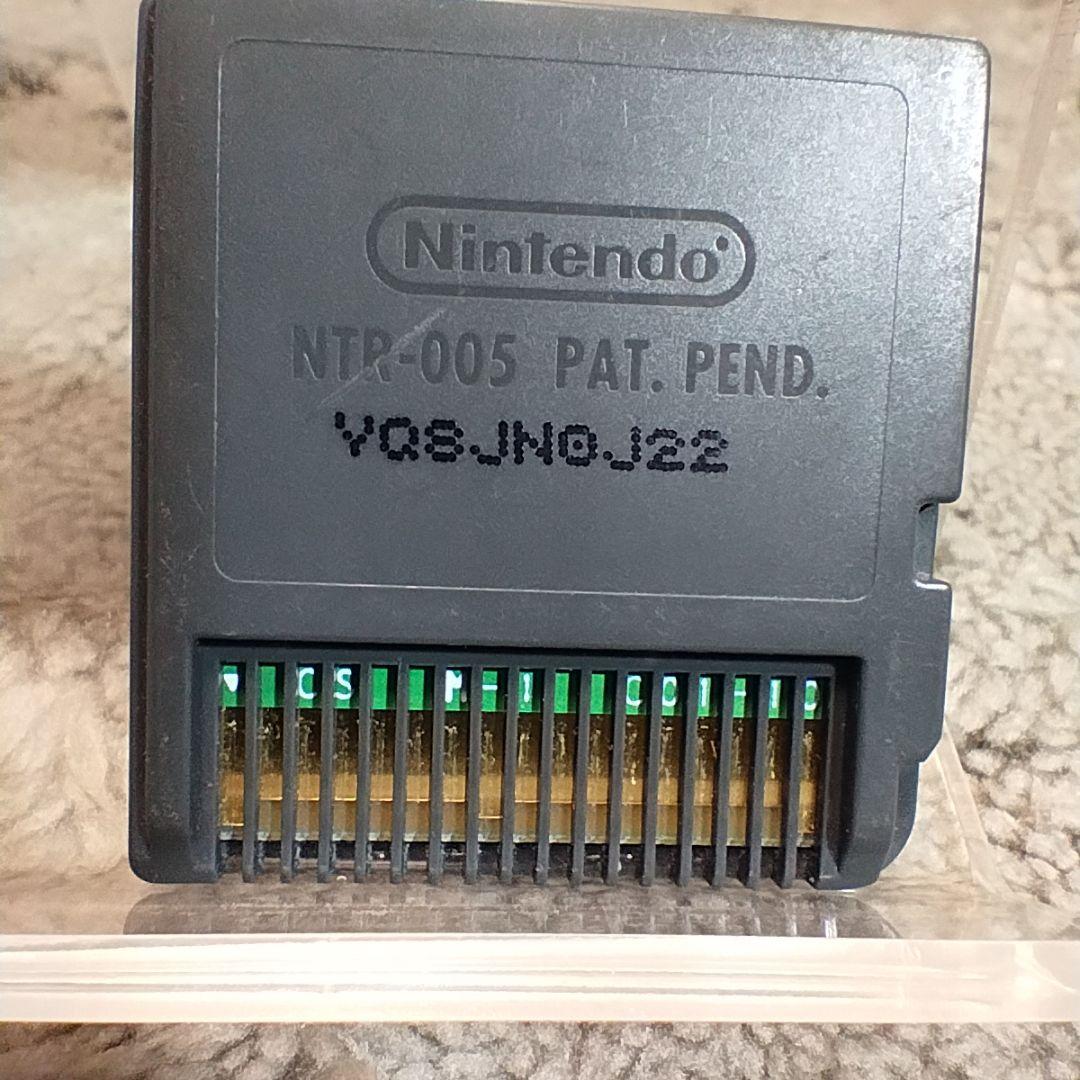 Nintendo
NTR-005 PAT. PEND.
YQ8JN0J22